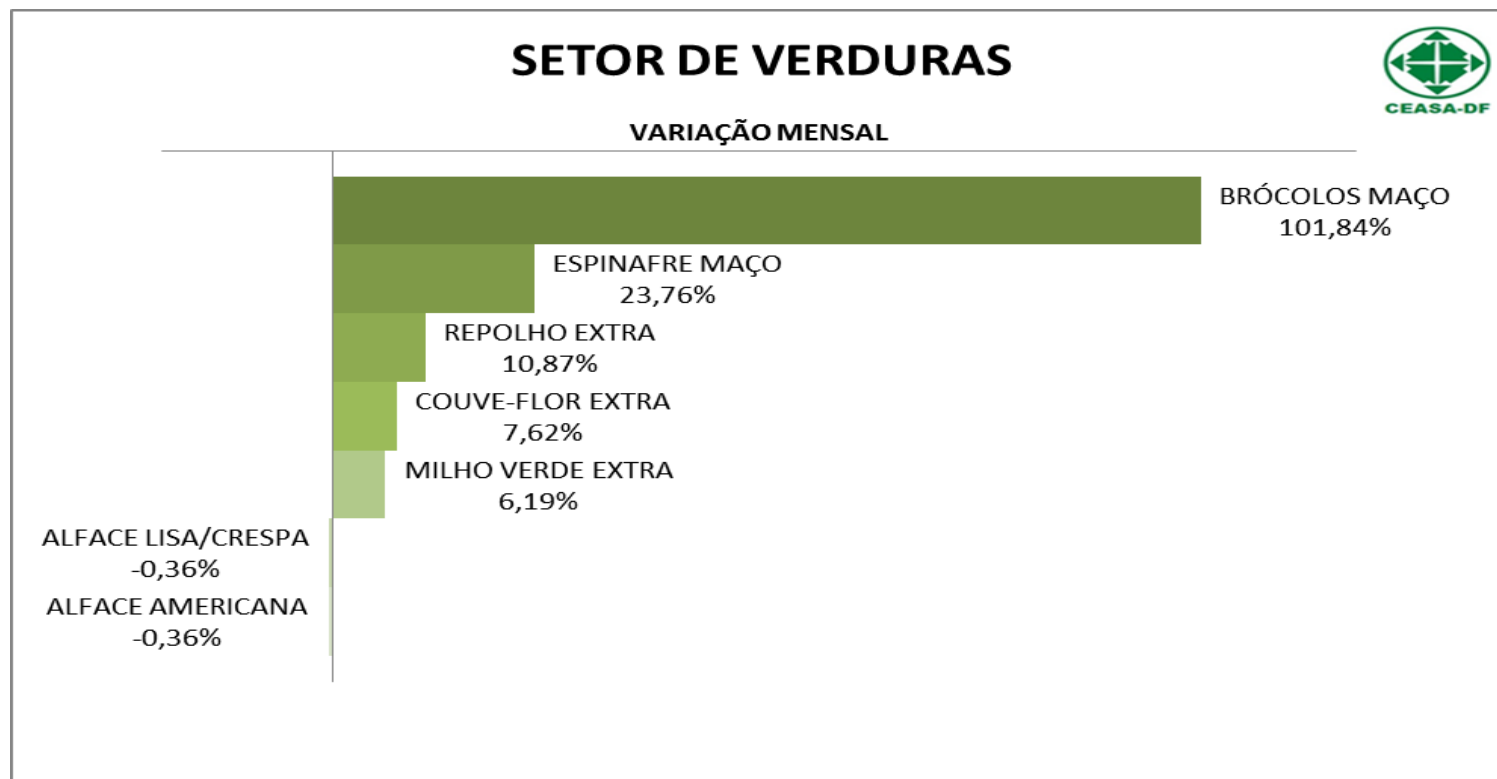 SETOR DE VERDURAS
CEASA-DF
VARIAÇÃO MENSAL
BRÓCOLOS MAÇO
101,84%
ESPINAFRE MAÇO
23,76%
REPOLHO EXTRA
10,87%
COUVE-FLOR EXTRA
7,62%
MILHO VERDE EXTRA
6,19%
ALFACE LISA/CRESPA
-0,36%
ALFACE AMERICANA
-0,36%